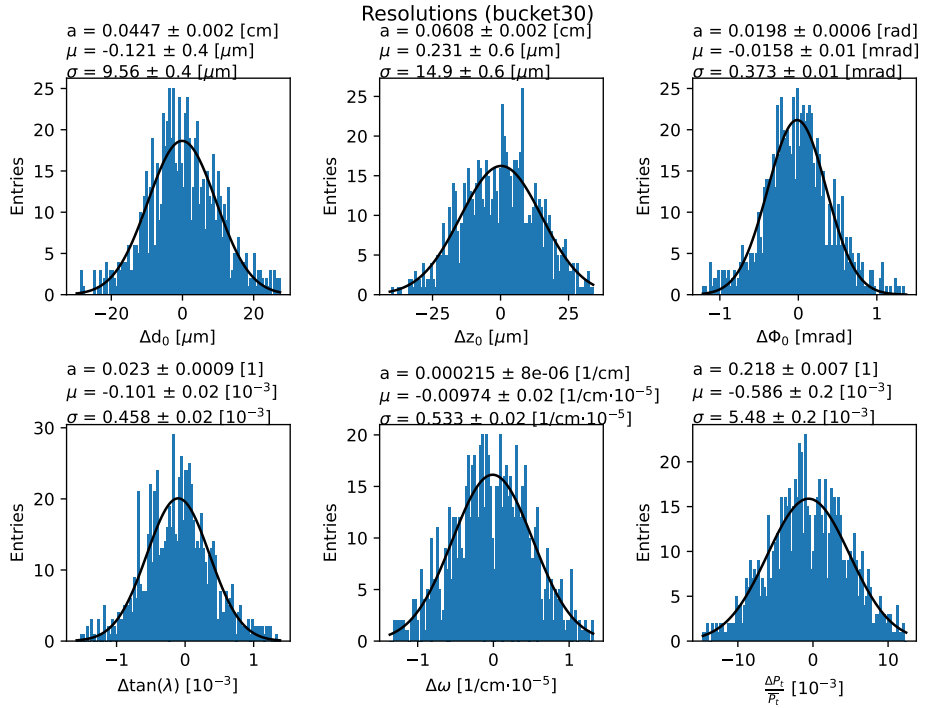 Resolutions (bucket30)
a = 0.0447 ± 0.002 [cm]
μ = -0.121 ± 0.4 [μm]
σ = 9.56 ± 0.4 [μm]
25
20
15
10
5
0
Entries
−20
0
20
Δd₀ [μm]
a = 0.0608 ± 0.002 [cm]
μ = 0.231 ± 0.6 [μm]
σ = 14.9 ± 0.6 [μm]
25
20
15
10
5
0
Entries
−25
0
25
Δz₀ [μm]
a = 0.0198 ± 0.0006 [rad]
μ = -0.0158 ± 0.01 [mrad]
σ = 0.373 ± 0.01 [mrad]
25
20
15
10
5
0
Entries
−1
0
1
ΔΦ₀ [mrad]
a = 0.023 ± 0.0009 [1]
μ = -0.101 ± 0.02 [10⁻³]
σ = 0.458 ± 0.02 [10⁻³]
30
20
10
0
Entries
−1
0
1
Δtan(λ) [10⁻³]
a = 0.000215 ± 8e-06 [1/cm]
μ = -0.00974 ± 0.02 [1/cm·10⁻⁵]
σ = 0.533 ± 0.02 [1/cm·10⁻⁵]
20
15
10
5
0
Entries
−1
0
1
Δω [1/cm·10⁻⁵]
a = 0.218 ± 0.007 [1]
μ = -0.586 ± 0.2 [10⁻³]
σ = 5.48 ± 0.2 [10⁻³]
20
15
10
5
0
Entries
−10
0
10
ΔPₜ/Pₜ [10⁻³]